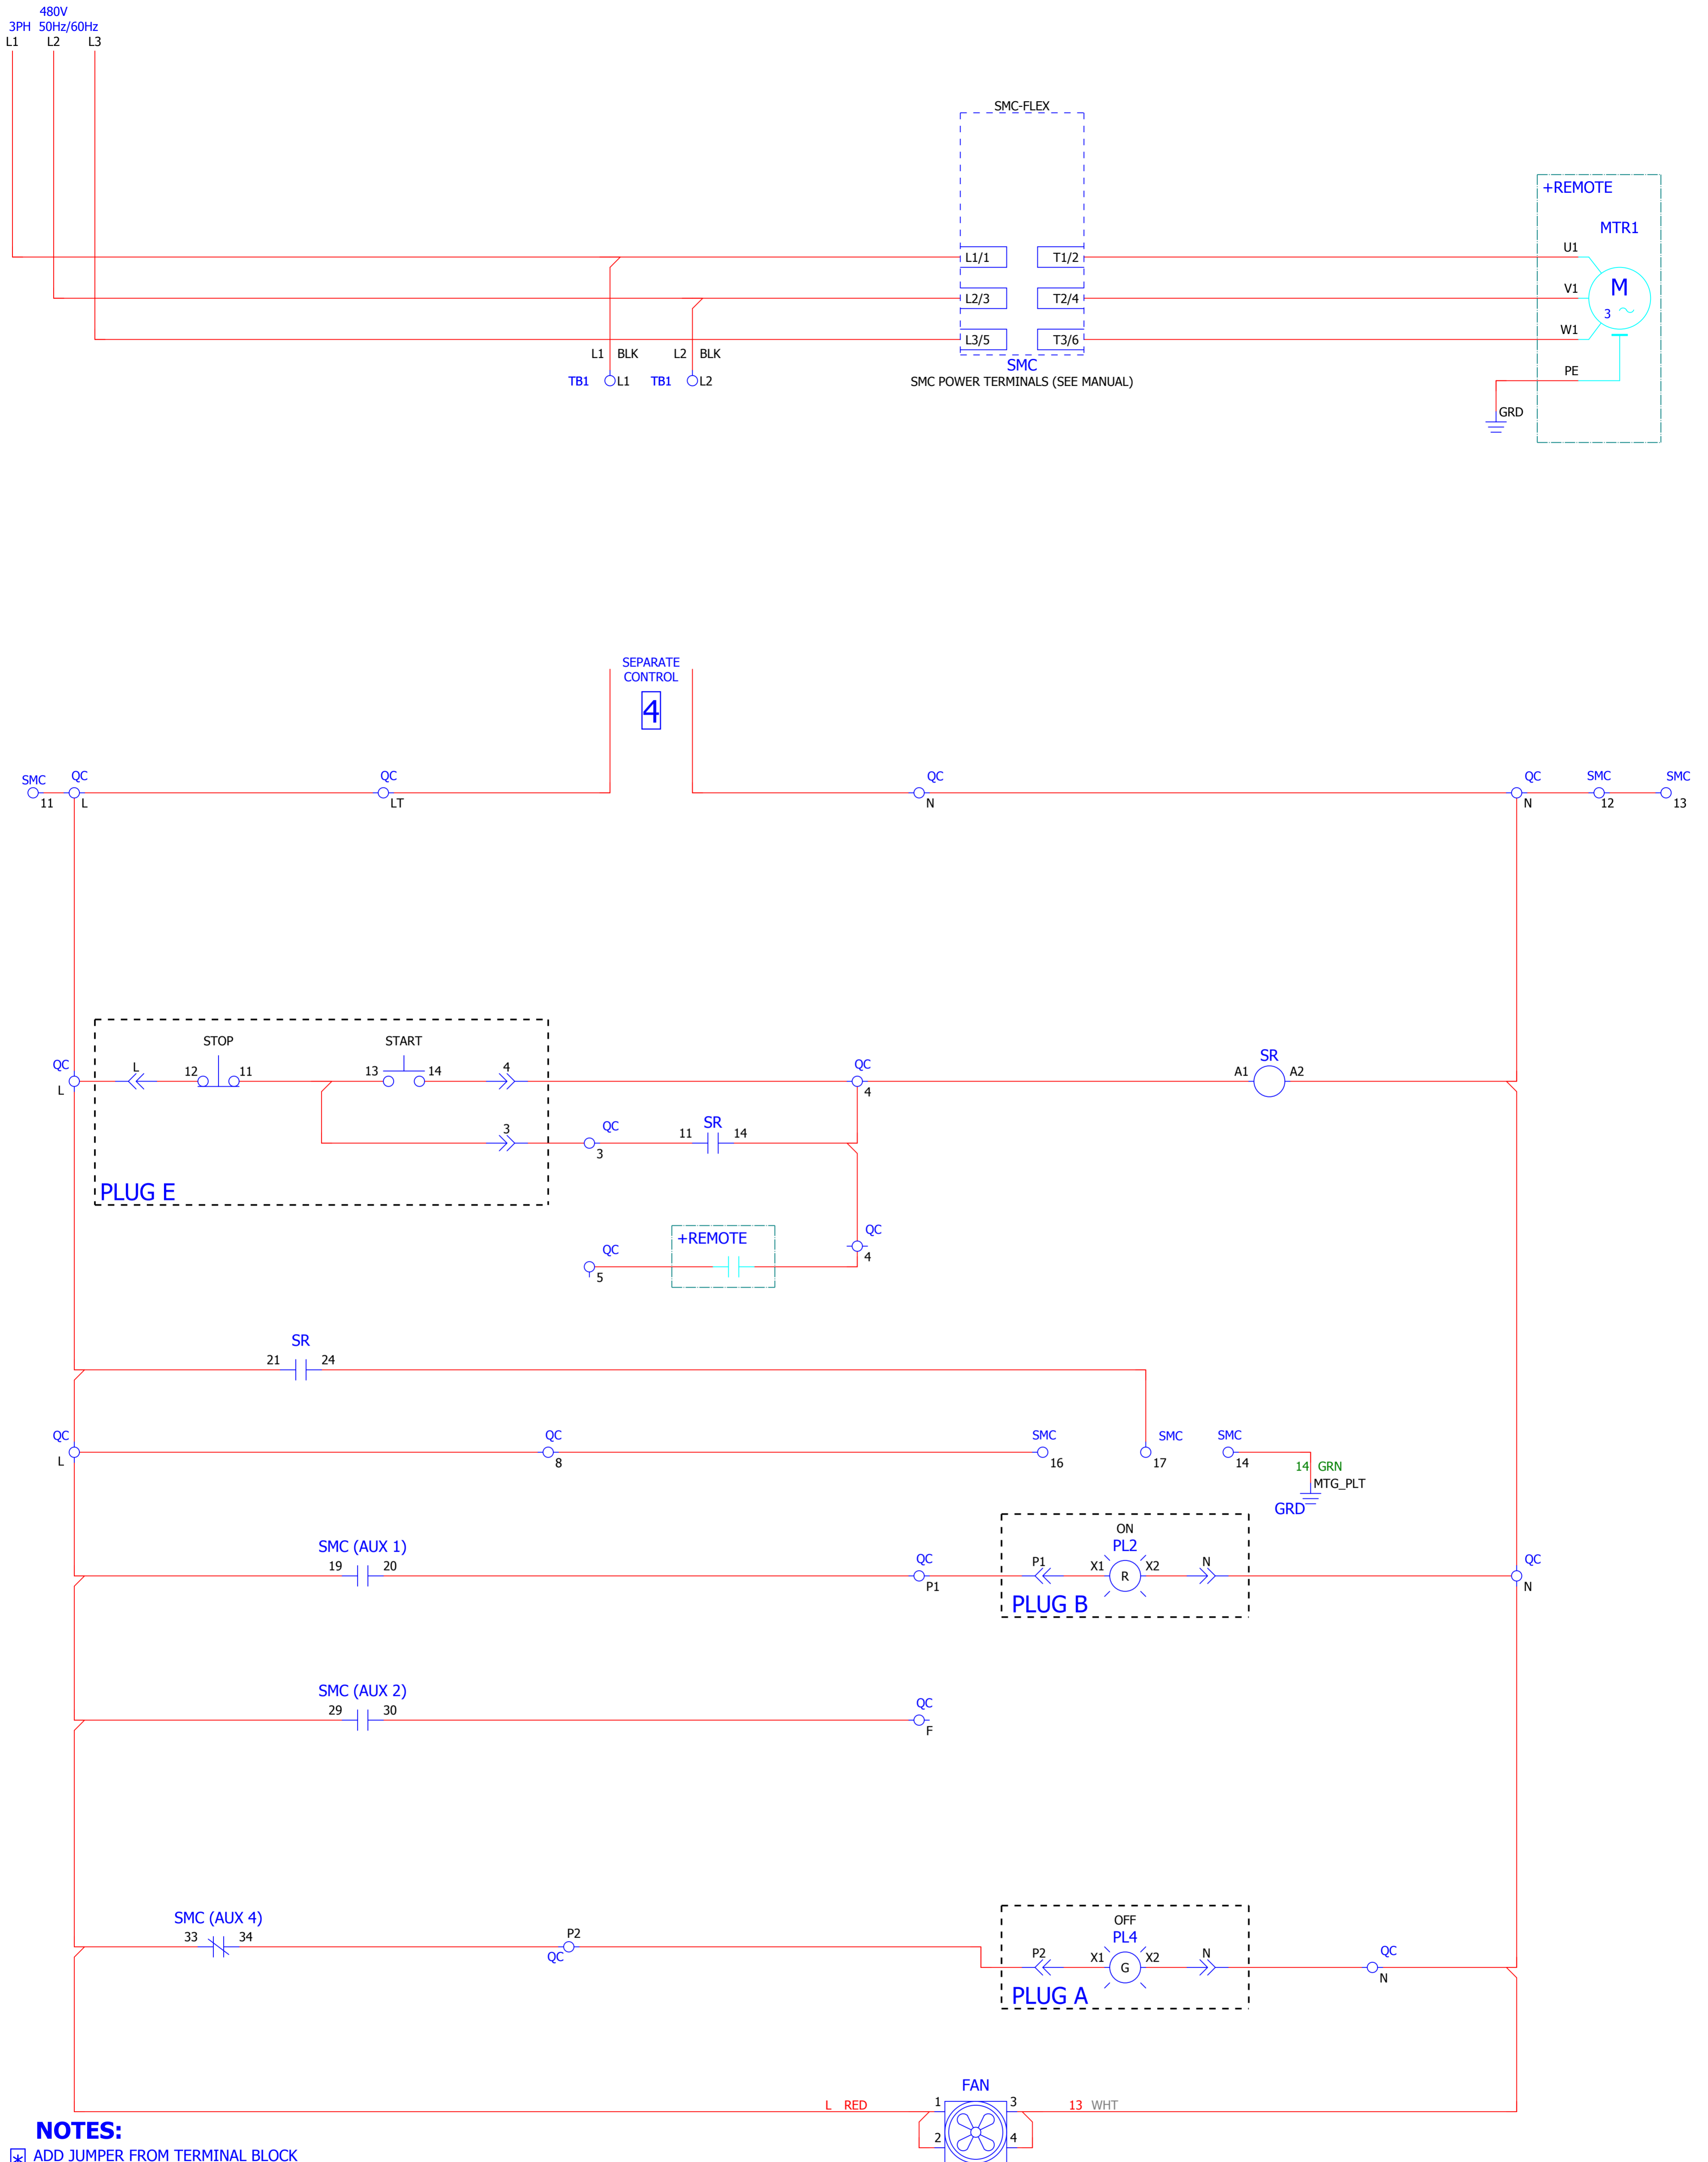 480V
3PH 50Hz/60Hz
L1 L2 L3
SMC-FLEX
+REMOTE
MTR1
L1/1 T1/2 U1
M
3
L2/3 T2/4 V1
L3/5 T3/6 W1
L1 BLK L2 BLK
SMC
TB1 L1 TB1 L2
SMC POWER TERMINALS (SEE MANUAL)
PE
GRD
SEPARATE
CONTROL
4
SMC QC QC QC QC SMC SMC
11 L LT N N 12 13
STOP START
QC L 12 11 13 14 4 QC SR
L 4 A1 A2
3 QC 11 SR 14
3
PLUG E
+REMOTE QC
QC 4
5
SR
21 24
QC QC SMC SMC SMC
L 8 16 17 14
14 GRN
MTG_PLT
GRD
ON
SMC (AUX 1) PL2
19 20 QC P1 X1 R X2 N QC
P1 N
PLUG B
SMC (AUX 2)
29 30 QC
F
OFF
SMC (AUX 4) PL4
33 34 P2 P2 X1 G X2 N QC
QC N
PLUG A
FAN
L RED 1 3 13 WHT
2 4
NOTES:
* ADD JUMPER FROM TERMINAL BLOCK